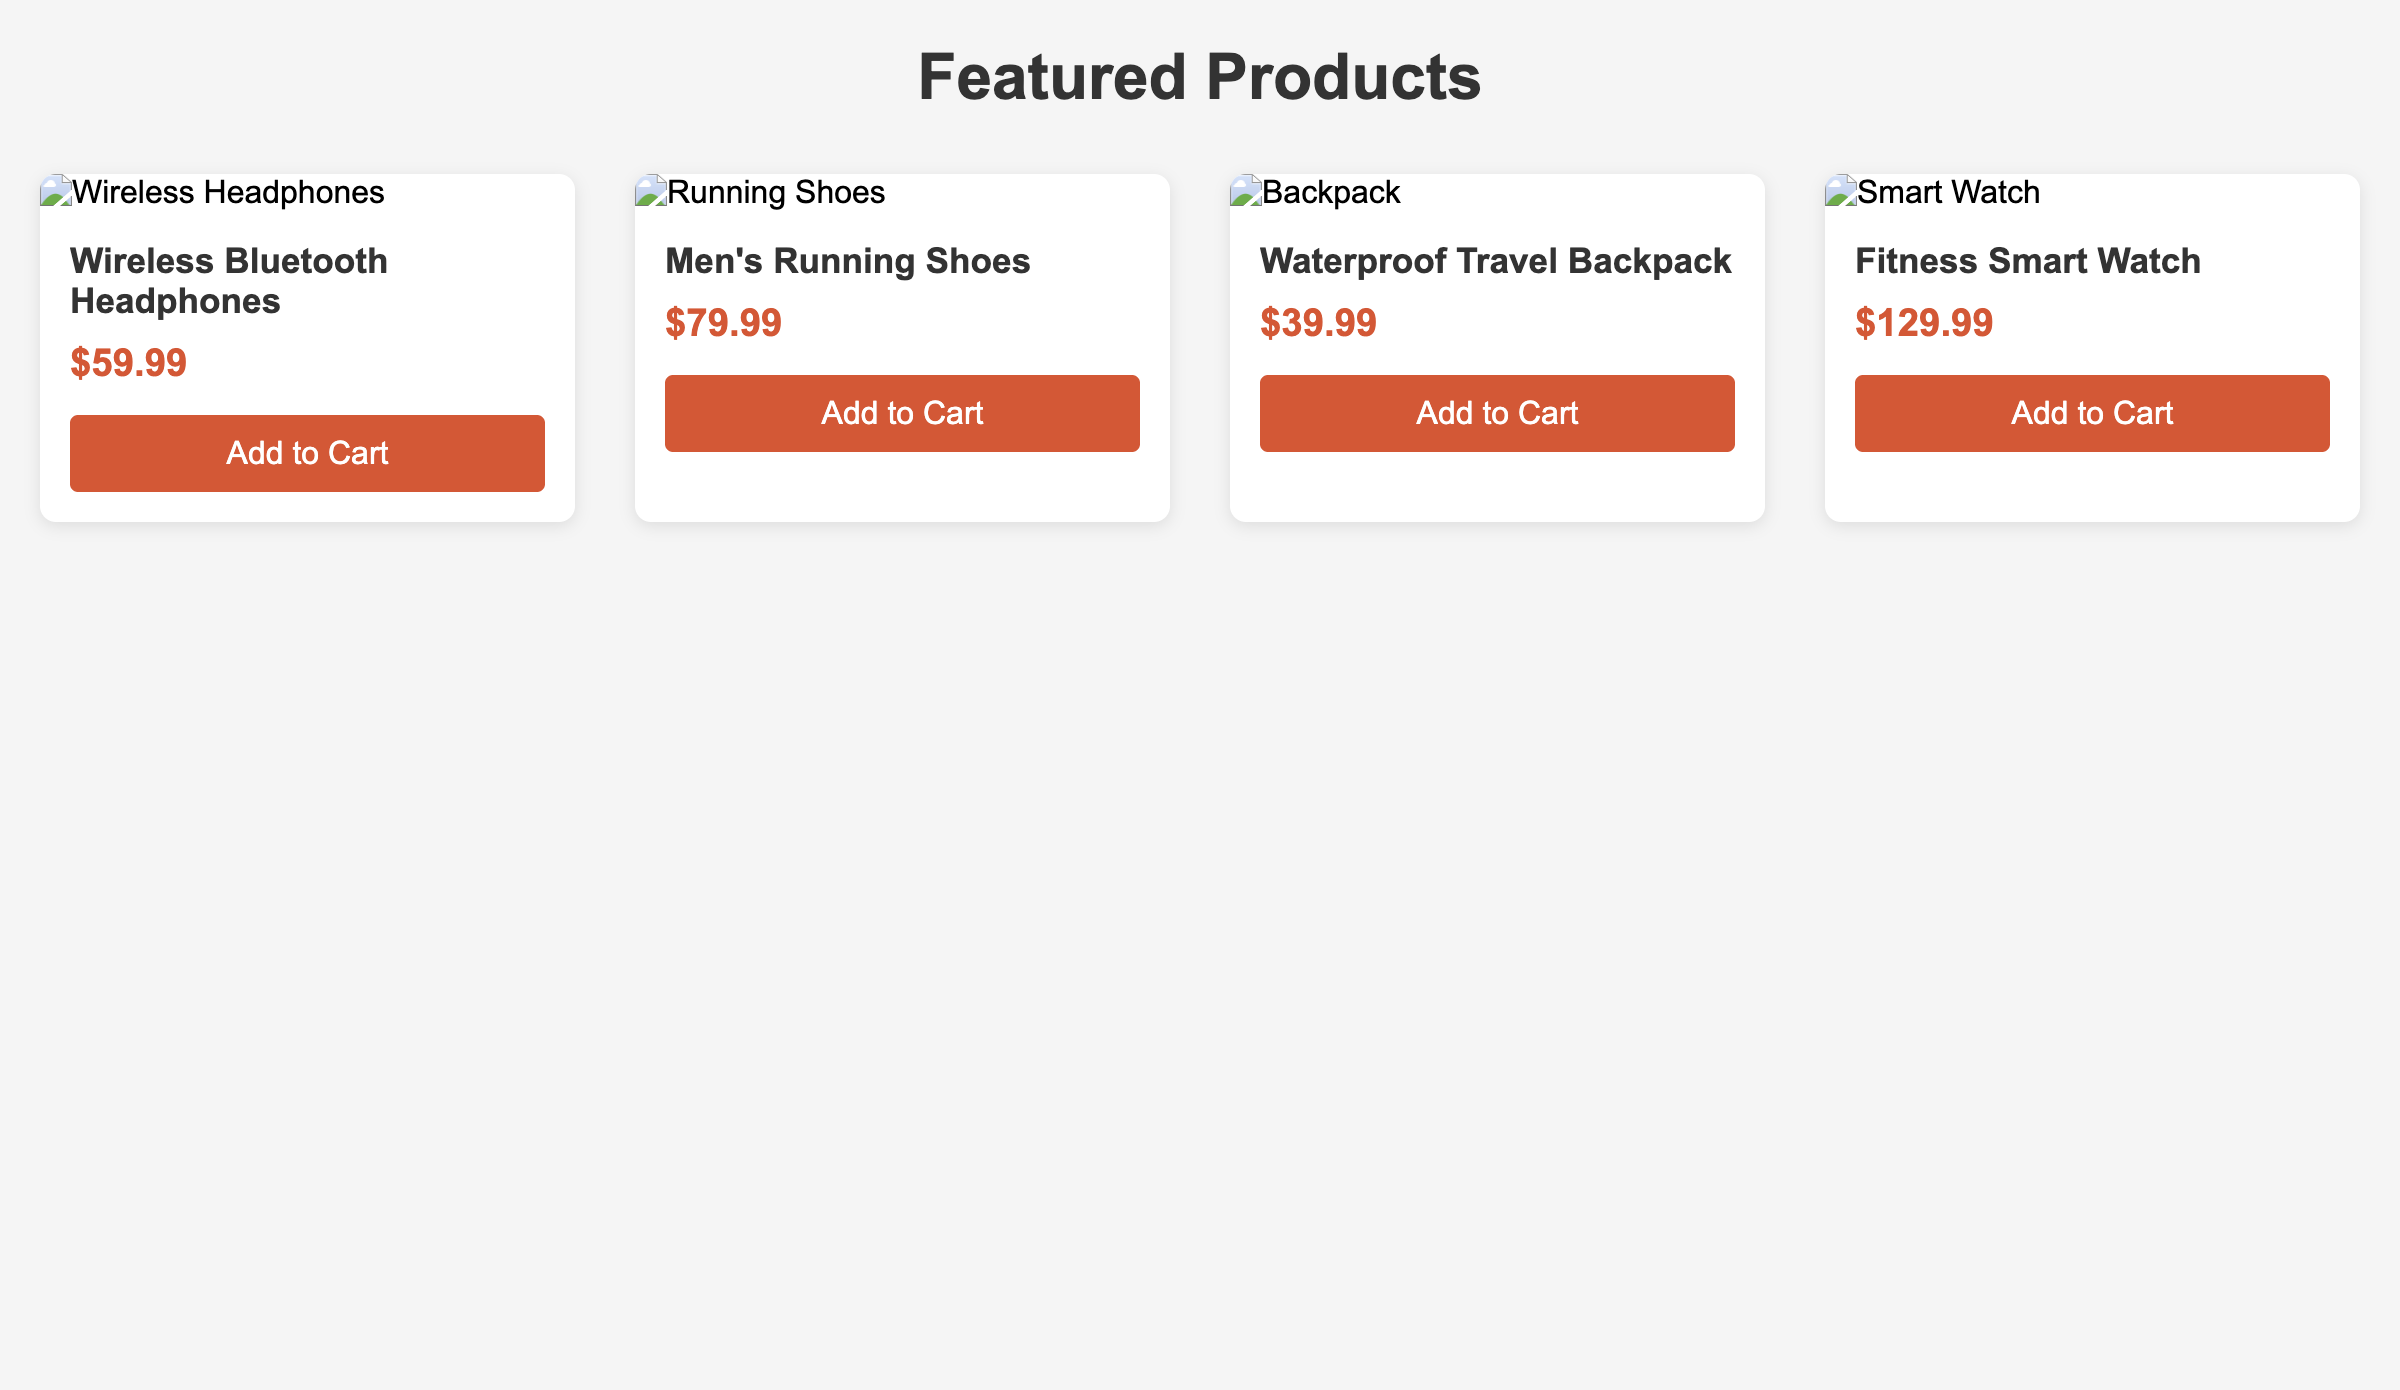 Featured Products
Wireless Headphones
Wireless Bluetooth
Headphones
$59.99
Add to Cart
Running Shoes
Men's Running Shoes
$79.99
Add to Cart
Backpack
Waterproof Travel Backpack
$39.99
Add to Cart
Smart Watch
Fitness Smart Watch
$129.99
Add to Cart